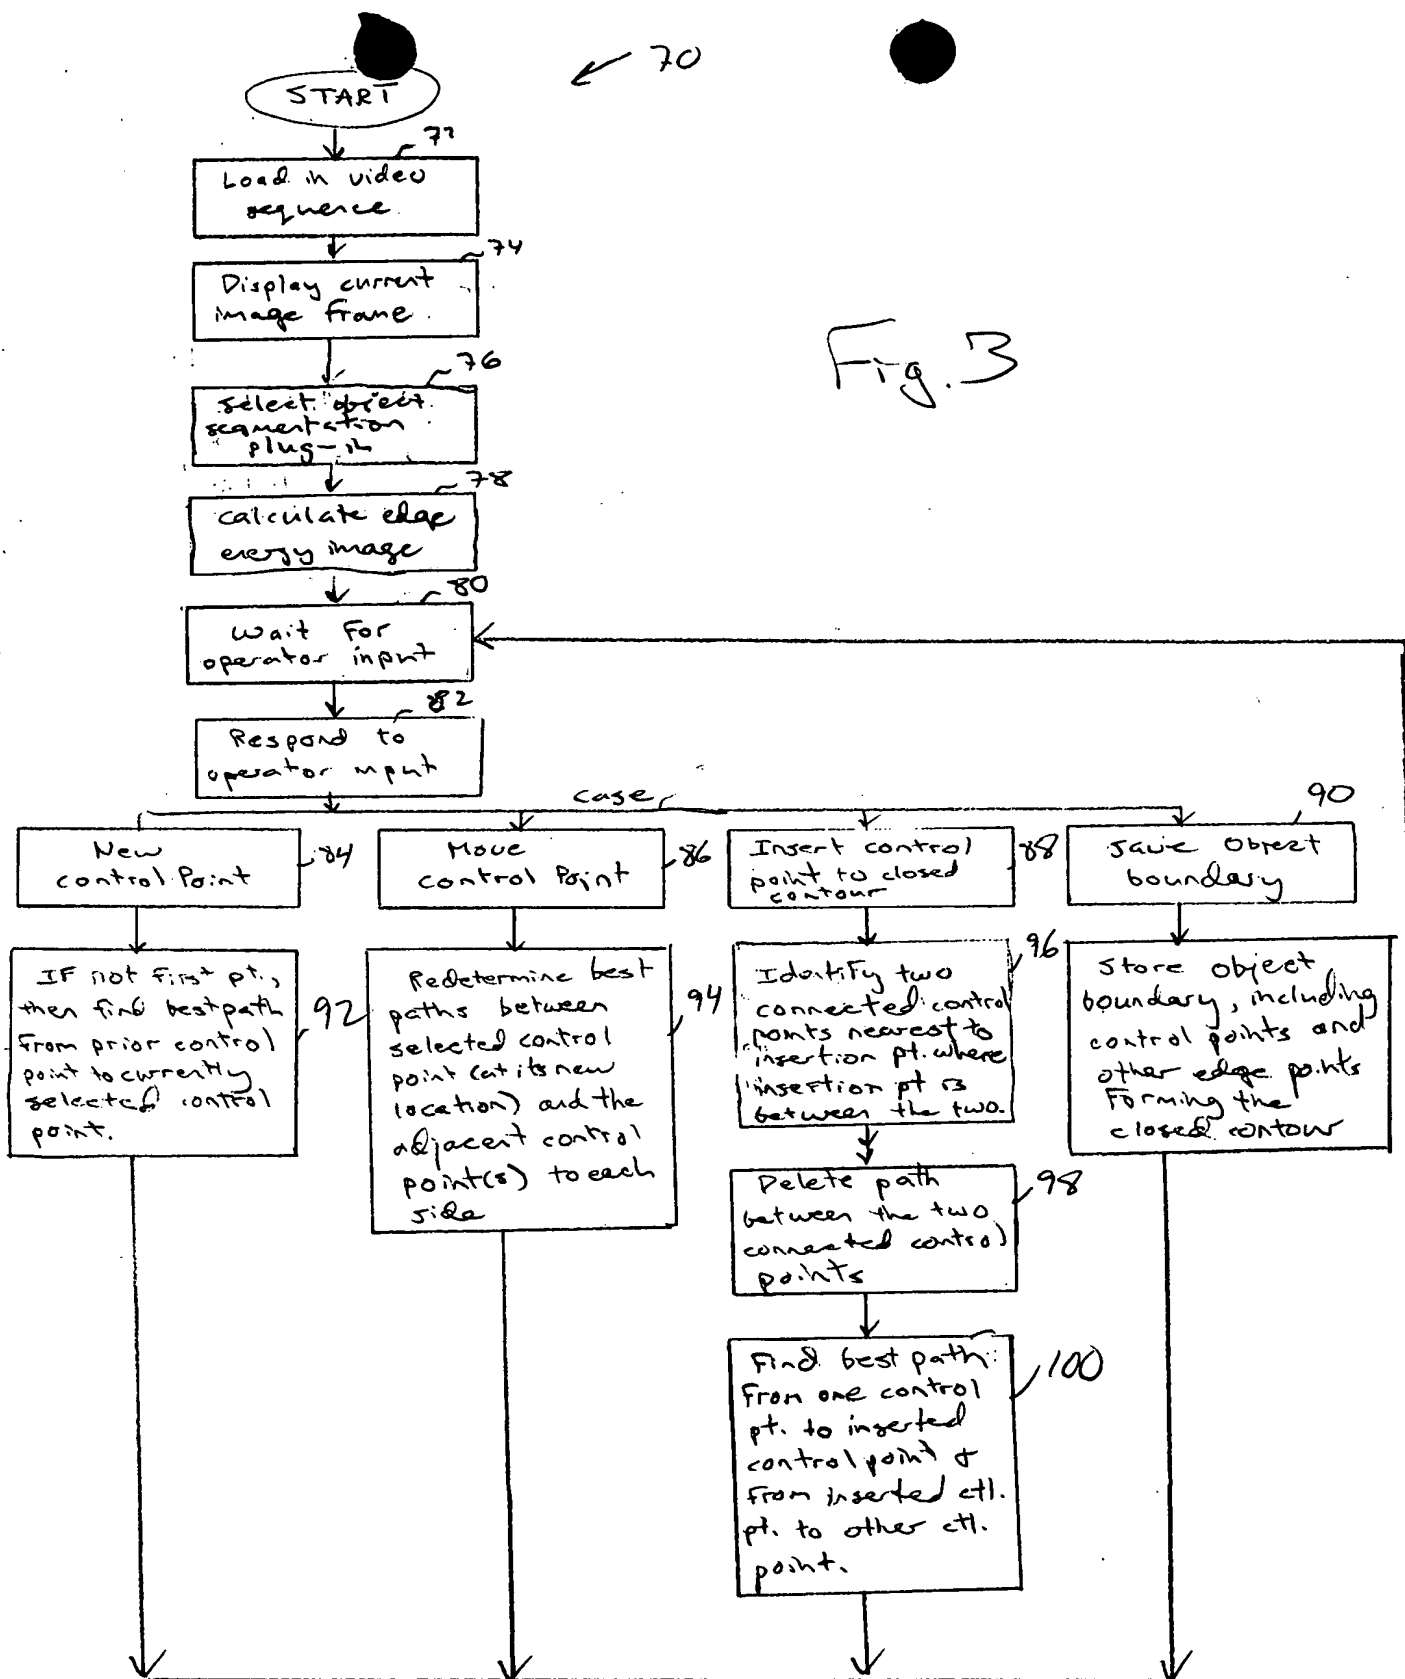 70
START
72
Load in video
sequence.
74
Display current
image frame.
Fig. 3
76
select object
segmentation
plug-in
78
calculate edge
energy image
80
wait for
operator input
82
Respond to
operator input
case
90
New
control Point
84
Move
control Point
86
Insert control
point to closed
contour
88
Save Object
boundary
IF not First pt.,
then find best path
From prior control
point to currently
selected control
point.
92
Redetermine best
paths between
selected control
point (at its new
location) and the
adjacent control
point(s) to each
side
94
Identify two
connected control
points nearest to
insertion pt. where
insertion pt is
between the two.
96
Store object
boundary, including
control points and
other edge points
Forming the
closed contour
Delete path
between the two
connected control
points
98
Find best path:
From one control
pt. to inserted
control point &
From inserted ctl.
pt. to other ctl.
point.
100